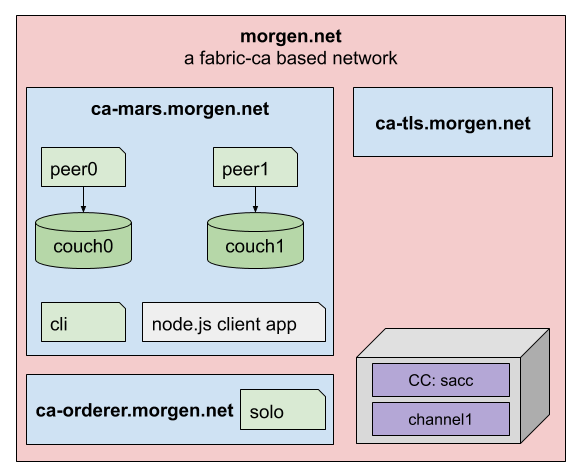 morgen.net
a fabric-ca based network
ca-mars.morgen.net
peer0
peer1
couch0
couch1
cli
node.js client app
ca-tls.morgen.net
ca-orderer.morgen.net
solo
CC: sacc
channel1